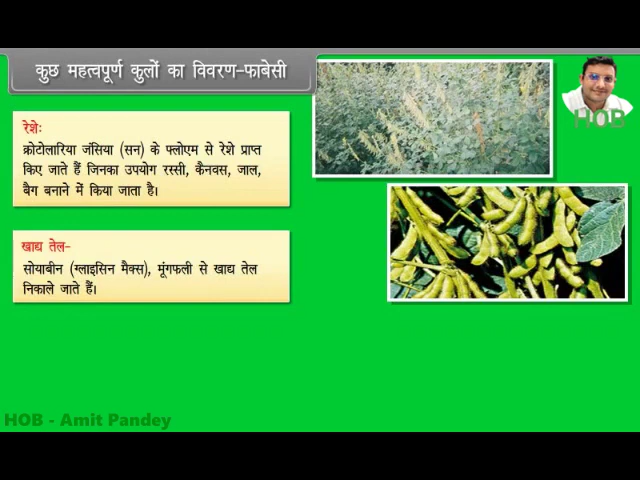 कुछ महत्वपूर्ण कुलों का विवरण-फाबेसी
रेशेः
क्रोटोलारिया जंसिया (सन) के फ्लोएम से रेशे प्राप्त
किए जाते हैं जिनका उपयोग रस्सी, कैनवस, जाल,
बैग बनाने में किया जाता है।
खाद्य तेल-
सोयाबीन (ग्लाइसिन मैक्स), मूंगफली से खाद्य तेल
निकाले जाते हैं।
HOB
HOB - Amit Pandey